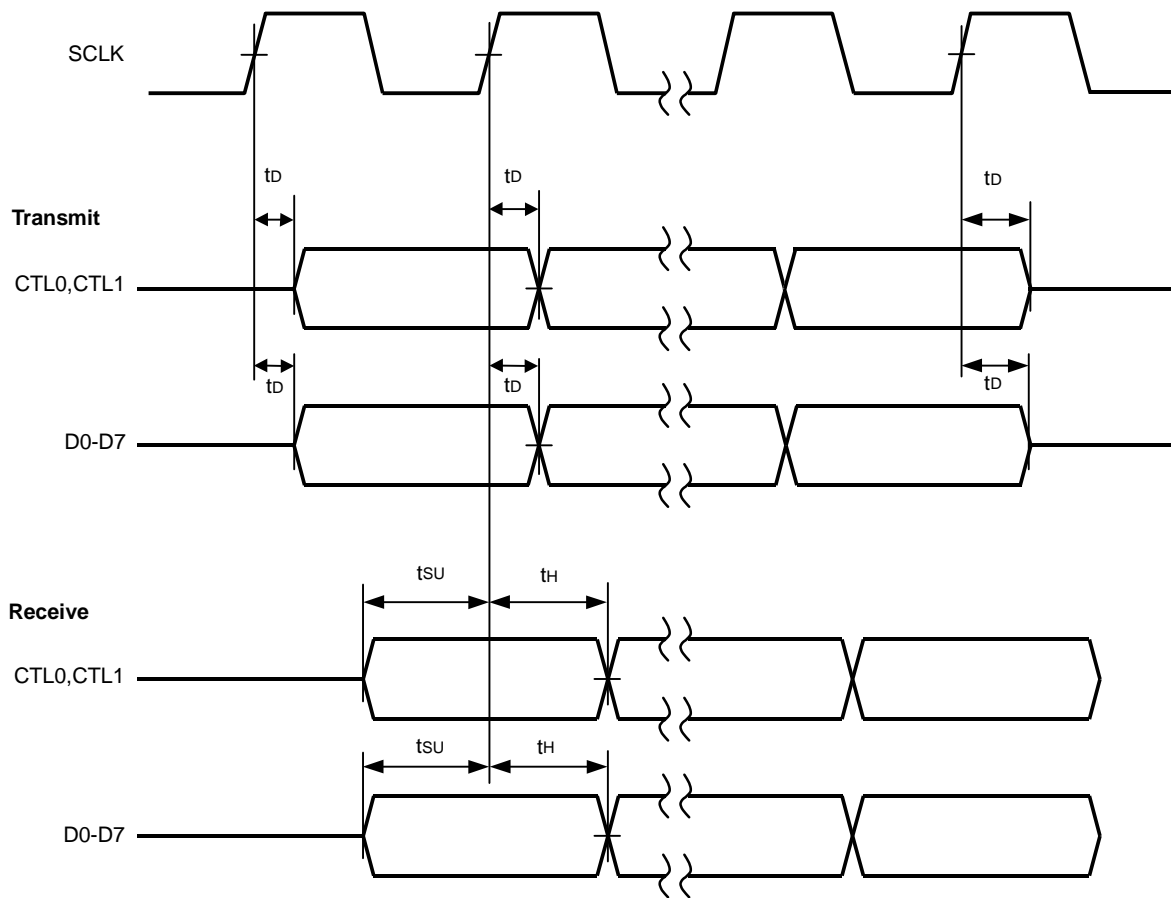 SCLK
tD tD tD
Transmit
CTL0,CTL1
tD tD tD
D0-D7
tSU tH
Receive
CTL0,CTL1
tSU tH
D0-D7